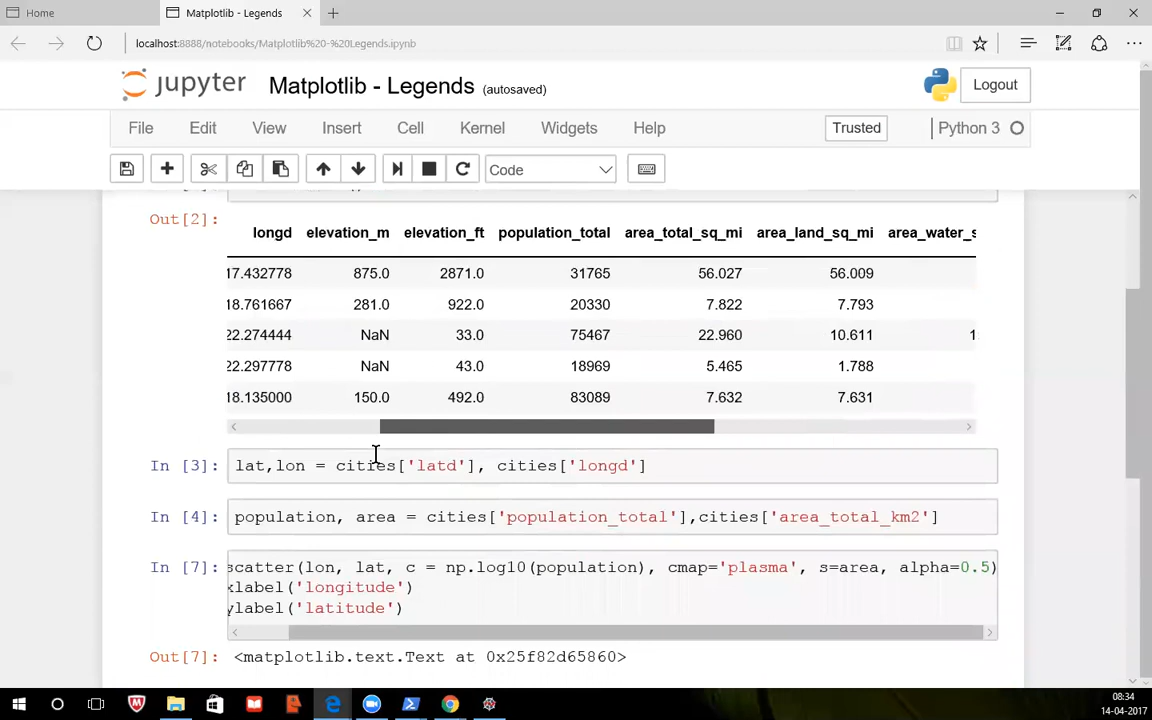 Home
Matplotlib - Legends
localhost:8888/notebooks/Matplotlib%20-%20Legends.ipynb
jupyter Matplotlib - Legends (autosaved) Logout
File Edit View Insert Cell Kernel Widgets Help Trusted Python 3
Code
Out[2]:
longd elevation_m elevation_ft population_total area_total_sq_mi area_land_sq_mi area_water_s
17.432778 875.0 2871.0 31765 56.027 56.009
18.761667 281.0 922.0 20330 7.822 7.793
22.274444 NaN 33.0 75467 22.960 10.611 1
22.297778 NaN 43.0 18969 5.465 1.788
18.135000 150.0 492.0 83089 7.632 7.631
In [3]: lat,lon = cities['latd'], cities['longd']
In [4]: population, area = cities['population_total'],cities['area_total_km2']
In [7]: scatter(lon, lat, c = np.log10(population), cmap='plasma', s=area, alpha=0.5)
xlabel('longitude')
ylabel('latitude')
Out[7]: <matplotlib.text.Text at 0x25f82d65860>
08:34
14-04-2017